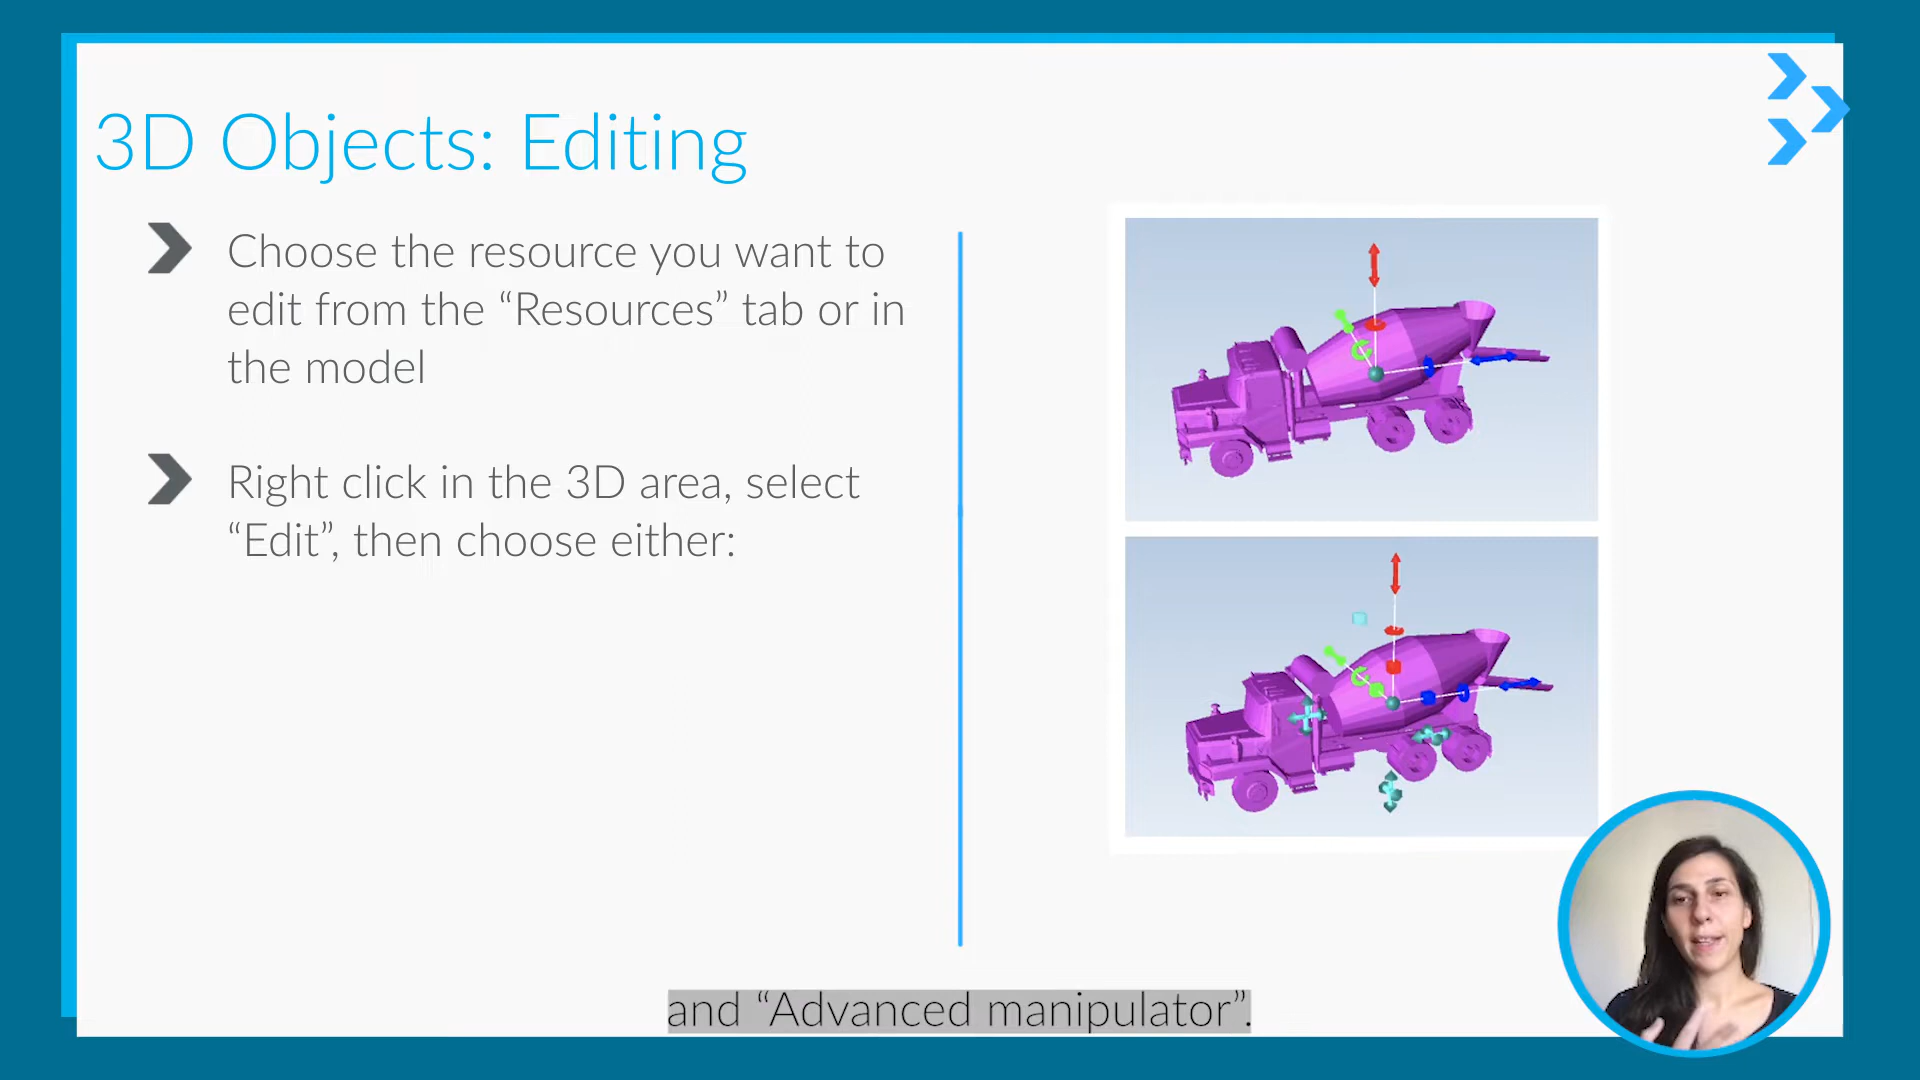 3D Objects: Editing
Choose the resource you want to
edit from the “Resources” tab or in
the model
Right click in the 3D area, select
“Edit”, then choose either:
and “Advanced manipulator”.